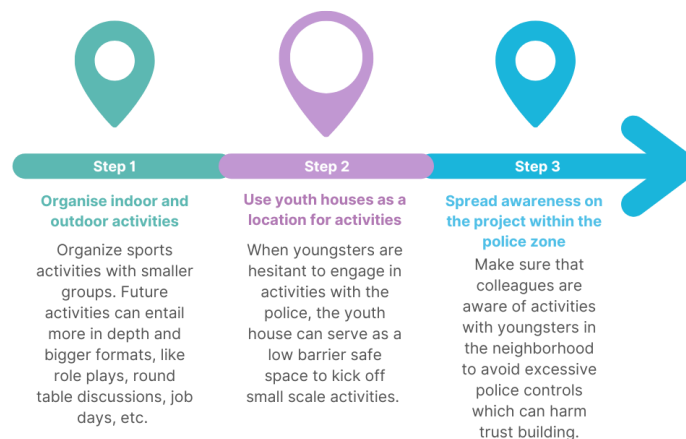 Step 1
Organise indoor and
outdoor activities
Organize sports
activities with smaller
groups. Future
activities can entail
more in depth and
bigger formats, like
role plays, round
table discussions, job
days, etc.
Step 2
Use youth houses as a
location for activities
When youngsters are
hesitant to engage in
activities with the
police, the youth
house can serve as a
low barrier safe
space to kick off
small scale activities.
Step 3
Spread awareness on
the project within the
police zone
Make sure that
colleagues are
aware of activities
with youngsters in
the neighborhood
to avoid excessive
police controls
which can harm
trust building.